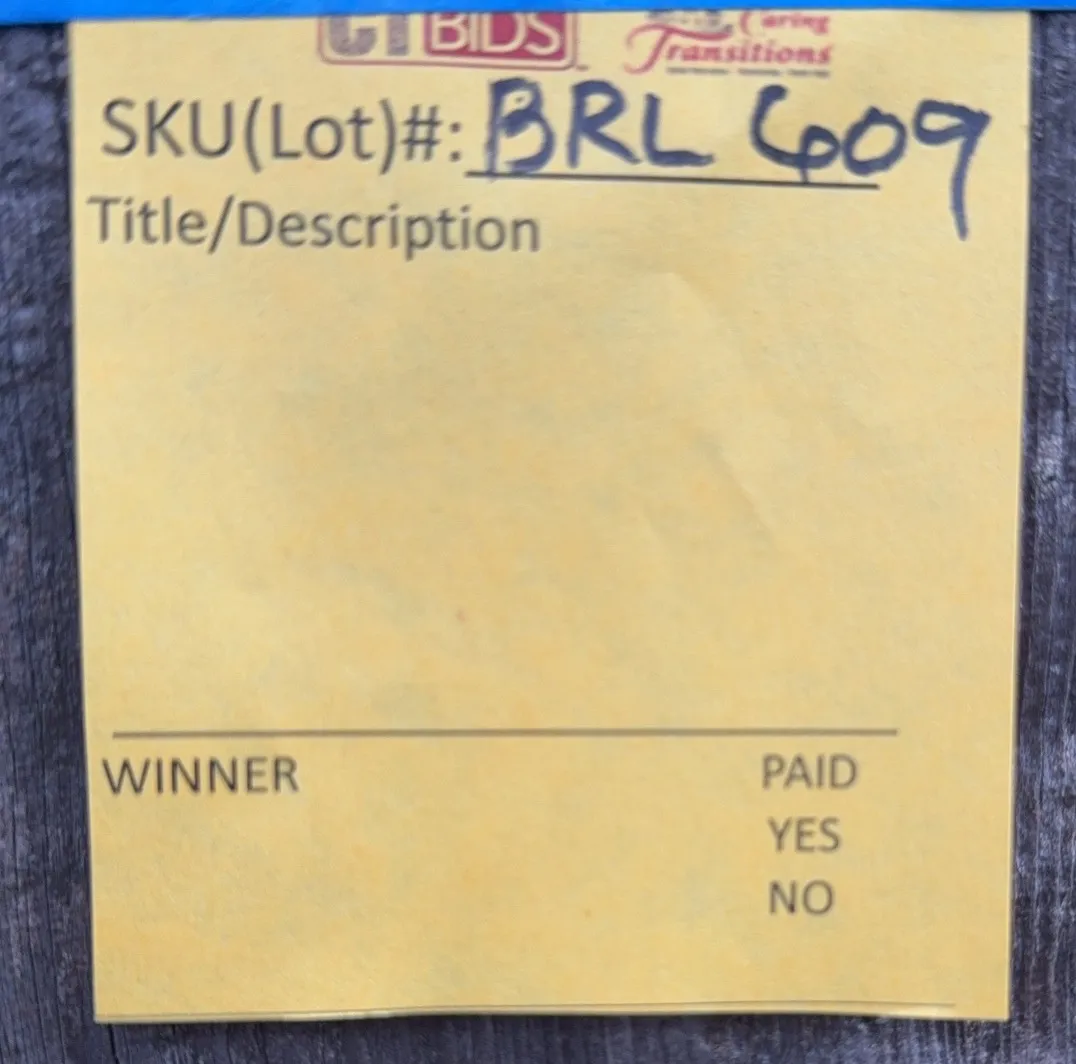 CTBIDS Caring
Transitions
SKU(Lot)#: BRL 609
Title/Description
WINNER PAID
YES
NO